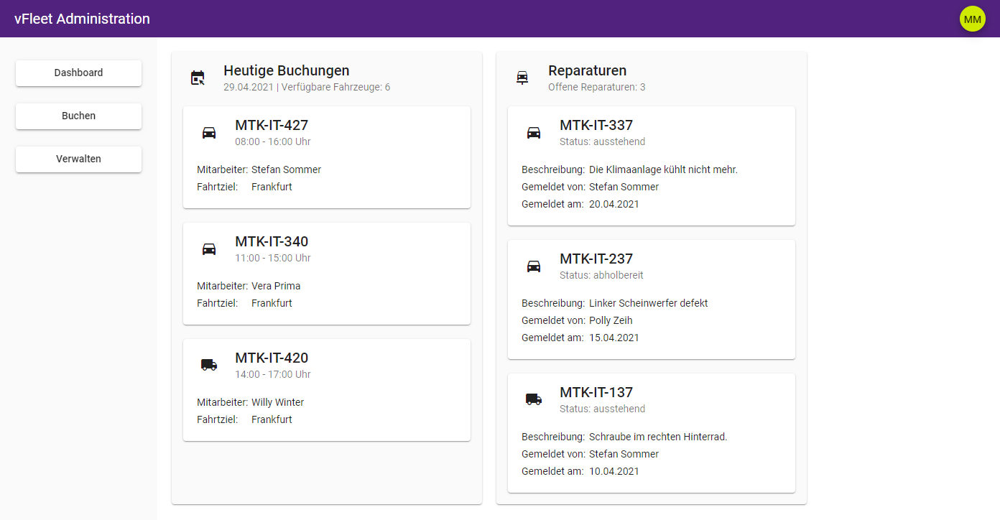 vFleet Administration
MM
Dashboard
Buchen
Verwalten
Heutige Buchungen
29.04.2021 | Verfügbare Fahrzeuge: 6
MTK-IT-427
08:00 - 16:00 Uhr
Mitarbeiter: Stefan Sommer
Fahrtziel: Frankfurt
MTK-IT-340
11:00 - 15:00 Uhr
Mitarbeiter: Vera Prima
Fahrtziel: Frankfurt
MTK-IT-420
14:00 - 17:00 Uhr
Mitarbeiter: Willy Winter
Fahrtziel: Frankfurt
Reparaturen
Offene Reparaturen: 3
MTK-IT-337
Status: ausstehend
Beschreibung: Die Klimaanlage kühlt nicht mehr.
Gemeldet von: Stefan Sommer
Gemeldet am: 20.04.2021
MTK-IT-237
Status: abholbereit
Beschreibung: Linker Scheinwerfer defekt
Gemeldet von: Polly Zeih
Gemeldet am: 15.04.2021
MTK-IT-137
Status: ausstehend
Beschreibung: Schraube im rechten Hinterrad.
Gemeldet von: Stefan Sommer
Gemeldet am: 10.04.2021